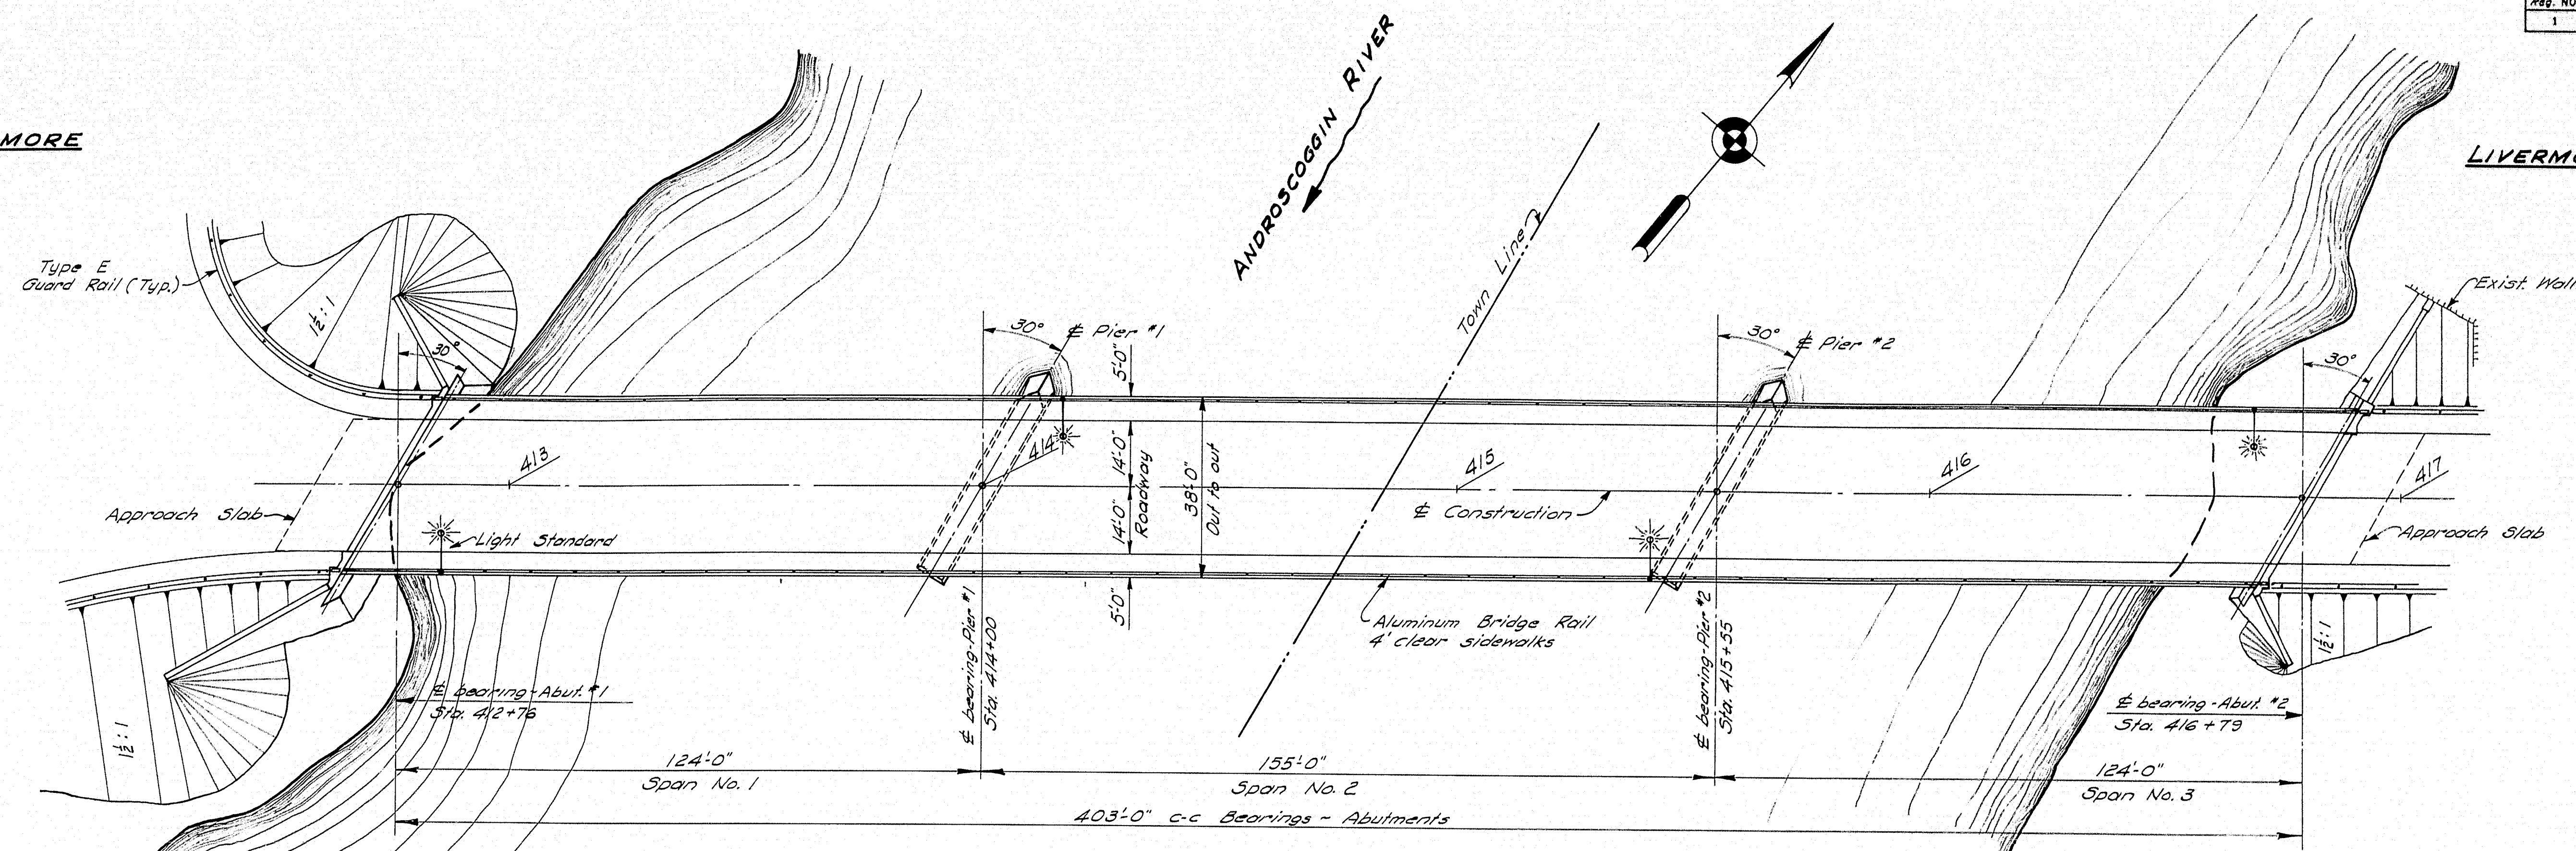 Reg. NO
1
MORE
LIVERM
ANDROSCOGGIN RIVER
Town Line
Type E
Guard Rail (Typ.)
1½:1
30°
30°
℄ Pier #1
5'-0"
30°
℄ Pier #2
30°
Exist. Wall
413
414
14'-0"
14'-0"
Roadway
38'-0"
Out to out
415
416
417
℄ Construction
Approach Slab
Light Standard
Approach Slab
5'-0"
Aluminum Bridge Rail
4' clear sidewalks
℄ bearing-Pier #1
Sta. 414+00
℄ bearing-Pier #2
Sta. 415+55
1½:1
1½:1
℄ bearing-Abut. #1
Sta. 412+76
℄ bearing-Abut. #2
Sta. 416+79
124'-0"
Span No. 1
155'-0"
Span No. 2
124'-0"
Span No. 3
403'-0" c-c Bearings ~ Abutments